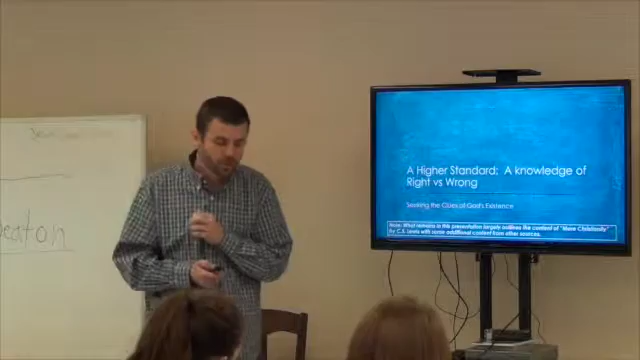 eaton
A Higher Standard: A knowledge of
Right vs Wrong
Seeking the Clues of God's Existence
Note: What remains in this presentation largely outlines the content of "Mere Christianity"
by C.S. Lewis with some additional content from other sources.